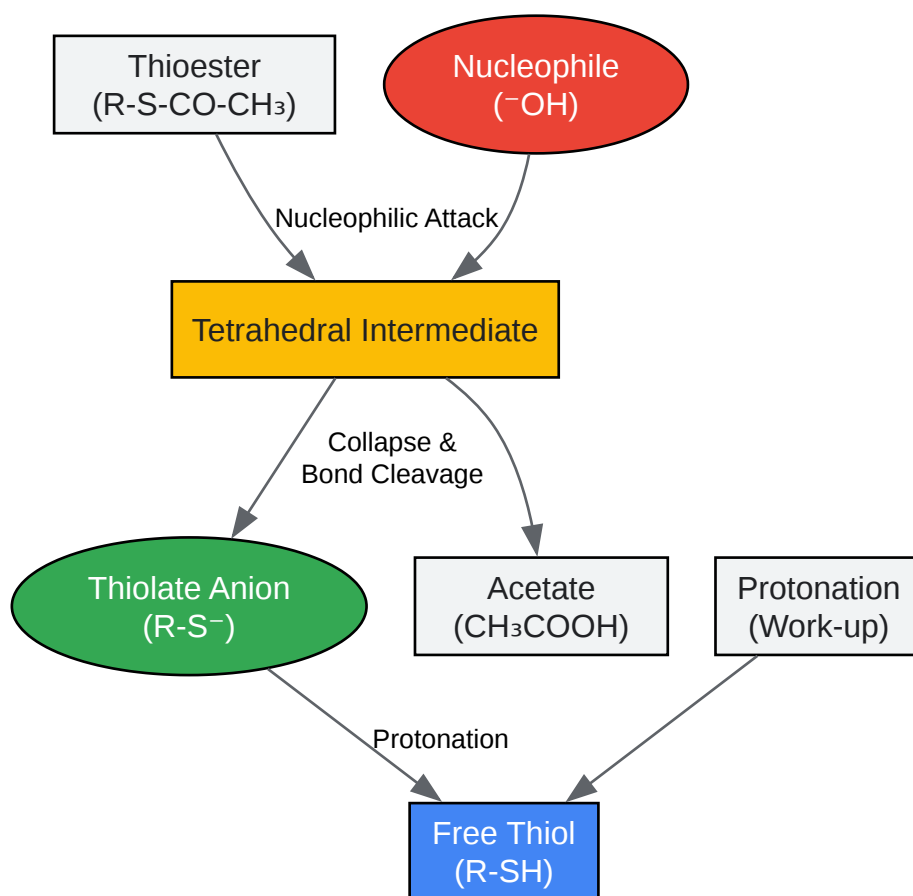 Thioester
(R-S-CO-CH₃)
Nucleophile
(⁻OH)
Nucleophilic Attack
Tetrahedral Intermediate
Collapse &
Bond Cleavage
Thiolate Anion
(R-S⁻)
Acetate
(CH₃COOH)
Protonation
(Work-up)
Protonation
Free Thiol
(R-SH)